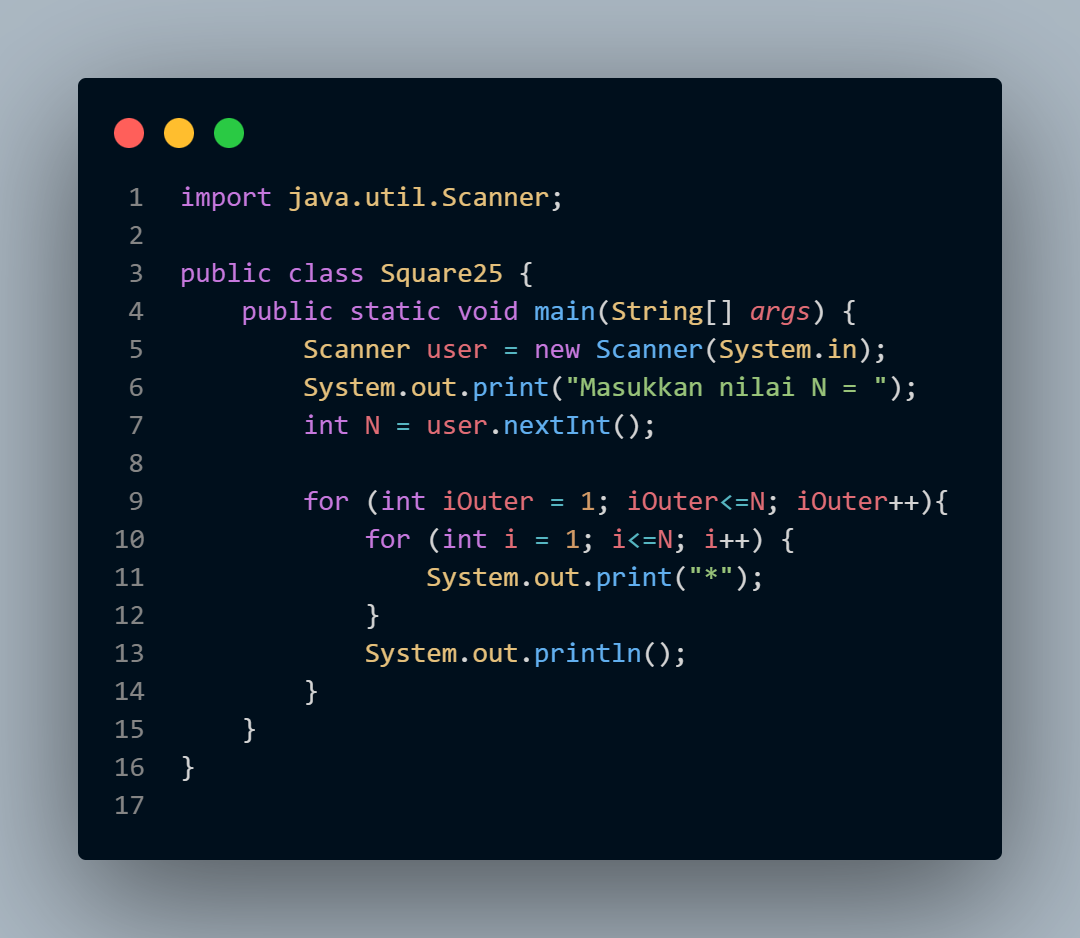 1 import java.util.Scanner;
2
3 public class Square25 {
4     public static void main(String[] args) {
5         Scanner user = new Scanner(System.in);
6         System.out.print("Masukkan nilai N = ");
7         int N = user.nextInt();
8
9         for (int iOuter = 1; iOuter<=N; iOuter++){
10             for (int i = 1; i<=N; i++) {
11                 System.out.print("*");
12             }
13             System.out.println();
14         }
15     }
16 }
17